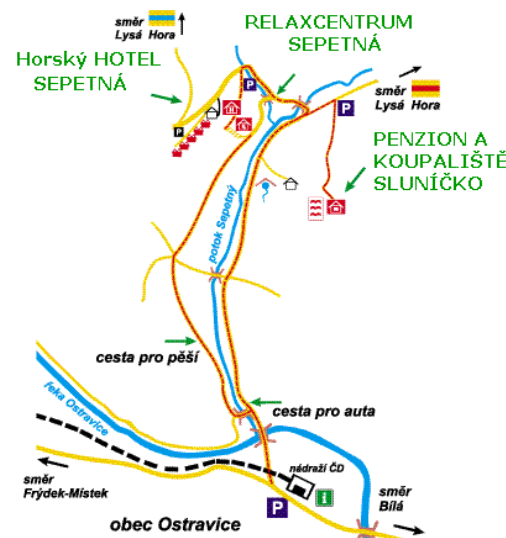 směr
Lysá Hora
RELAXCENTRUM
SEPETNÁ
Horský HOTEL
SEPETNÁ
P
směr
Lysá Hora
P
P
PENZION A
KOUPALIŠTĚ
SLUNÍČKO
potok Sepetný
cesta pro pěší
cesta pro auta
řeka Ostravice
nádraží ČD
směr
Frýdek-Místek
P
i
směr
Bílá
obec Ostravice